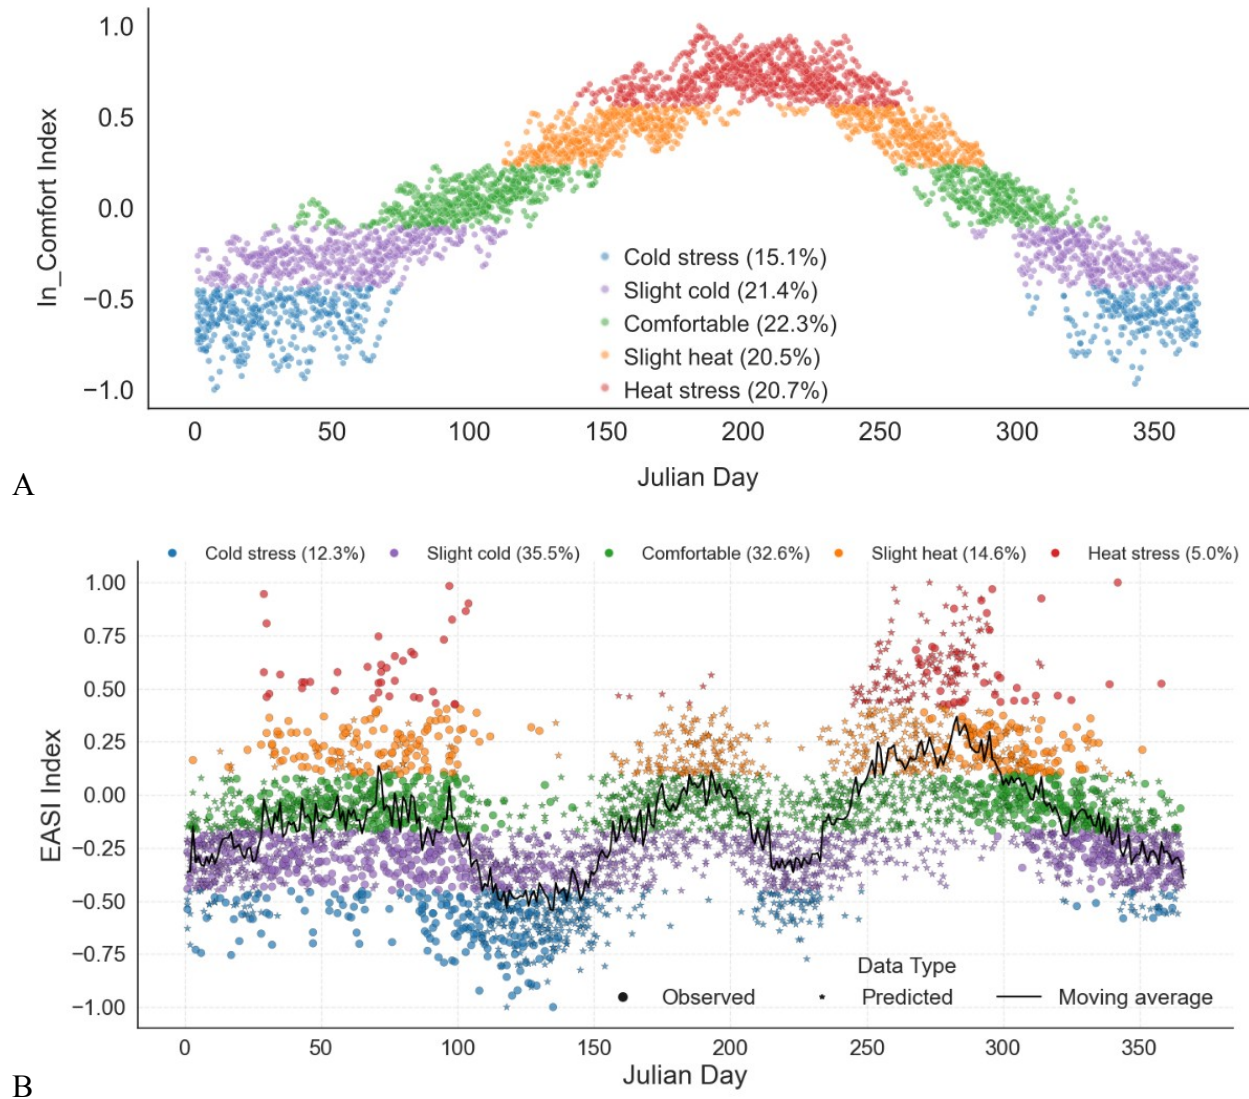 1.0
0.5
0.0
−0.5
−1.0
In_Comfort Index
Cold stress (15.1%)
Slight cold (21.4%)
Comfortable (22.3%)
Slight heat (20.5%)
Heat stress (20.7%)
0 50 100 150 200 250 300 350
Julian Day
A
Cold stress (12.3%) Slight cold (35.5%) Comfortable (32.6%) Slight heat (14.6%) Heat stress (5.0%)
1.00
0.75
0.50
0.25
0.00
−0.25
−0.50
−0.75
−1.00
EASI Index
Data Type
Observed Predicted Moving average
0 50 100 150 200 250 300 350
Julian Day
B